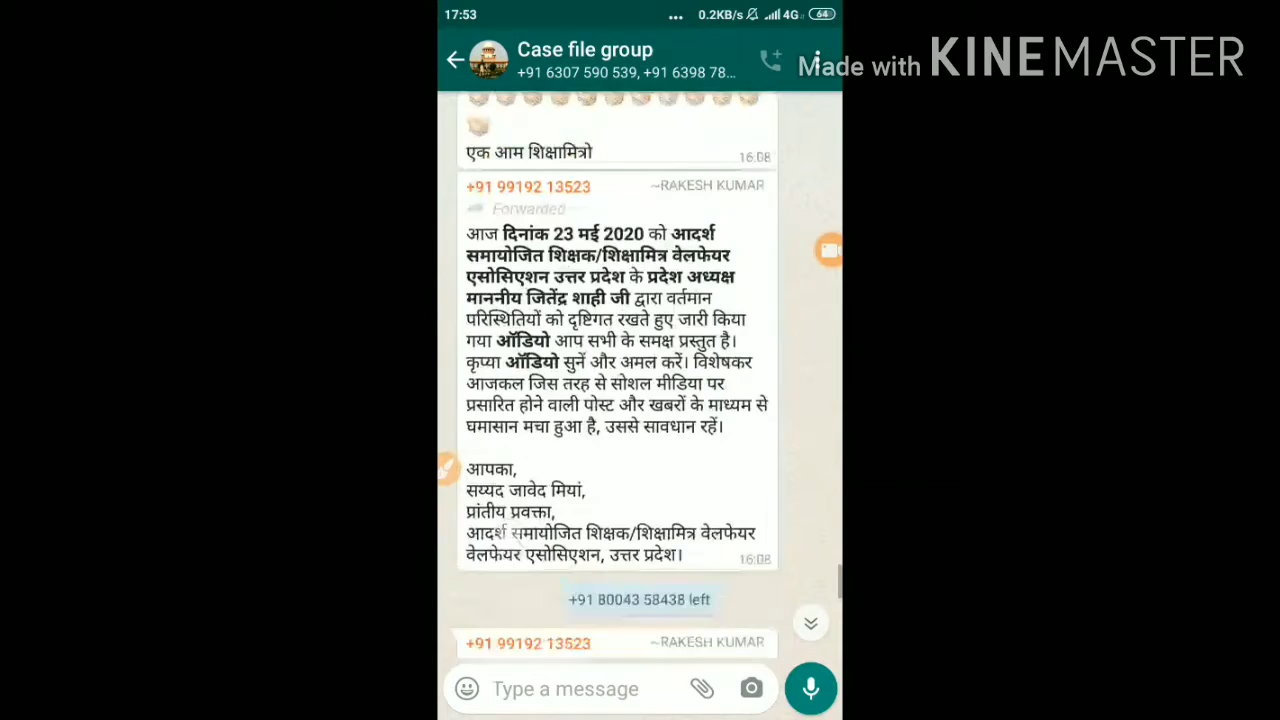 17:53
... 0.2KB/s 4G 64
Case file group
+91 6307 590 539, +91 6398 78...
Made with KINEMASTER
एक आम शिक्षामित्रो
16:08
+91 99192 13523 ~RAKESH KUMAR
Forwarded
आज दिनांक 23 मई 2020 को आदर्श
समायोजित शिक्षक/शिक्षामित्र वेलफेयर
एसोसिएशन उत्तर प्रदेश के प्रदेश अध्यक्ष
माननीय जितेंद्र शाही जी द्वारा वर्तमान
परिस्थितियों को दृष्टिगत रखते हुए जारी किया
गया ऑडियो आप सभी के समक्ष प्रस्तुत है।
कृप्या ऑडियो सुनें और अमल करें। विशेषकर
आजकल जिस तरह से सोशल मीडिया पर
प्रसारित होने वाली पोस्ट और खबरों के माध्यम से
घमासान मचा हुआ है, उससे सावधान रहें।
आपका,
सय्यद जावेद मियां,
प्रांतीय प्रवक्ता,
आदर्श समायोजित शिक्षक/शिक्षामित्र वेलफेयर
वेलफेयर एसोसिएशन, उत्तर प्रदेश।
16:08
+91 80043 58438 left
+91 99192 13523 ~RAKESH KUMAR
Type a message